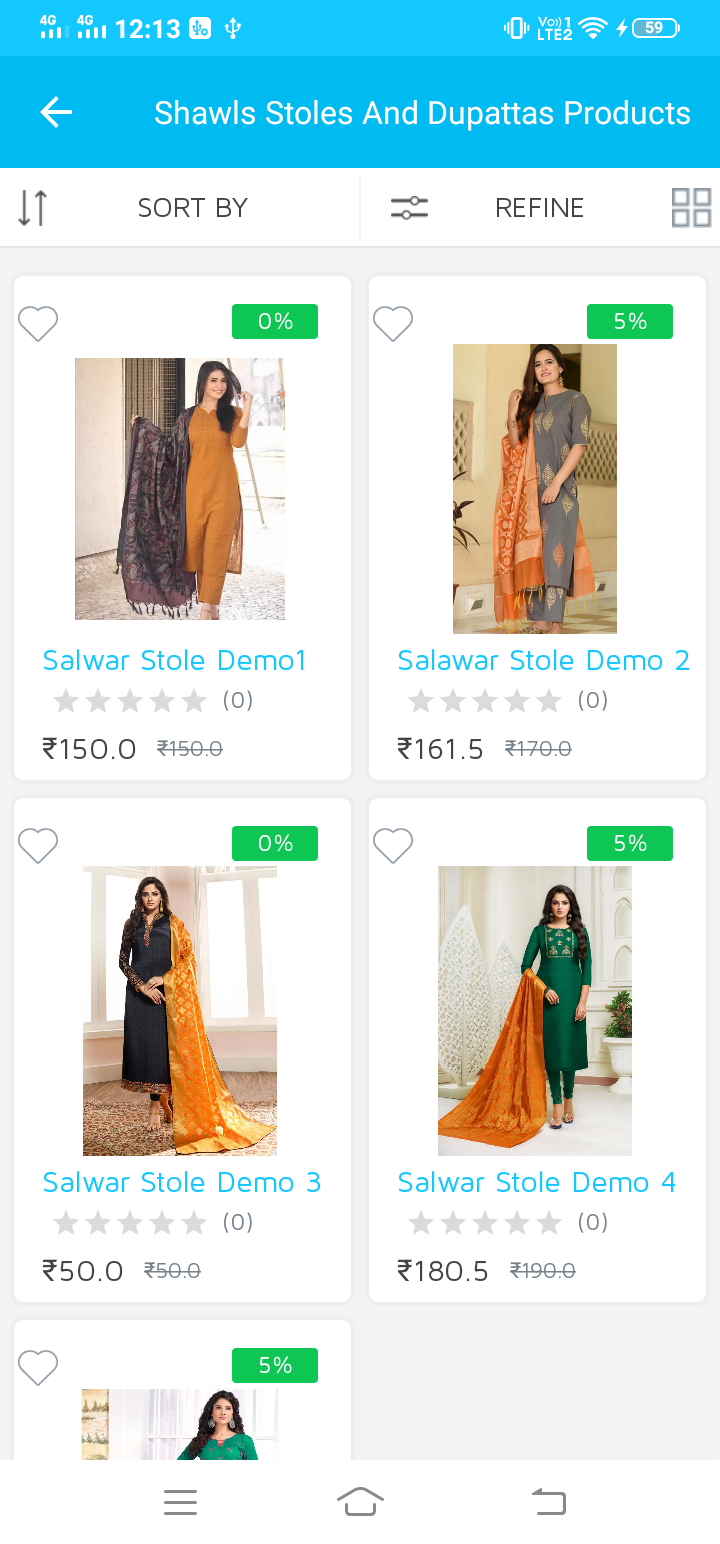 4G 4G 12:13 Vo)) 1 LTE2 59
Shawls Stoles And Dupattas Products
SORT BY REFINE
0% 5%
Salwar Stole Demo1 Salawar Stole Demo 2
(0) (0)
₹150.0 ₹150.0 ₹161.5 ₹170.0
0% 5%
Salwar Stole Demo 3 Salwar Stole Demo 4
(0) (0)
₹50.0 ₹50.0 ₹180.5 ₹190.0
5%